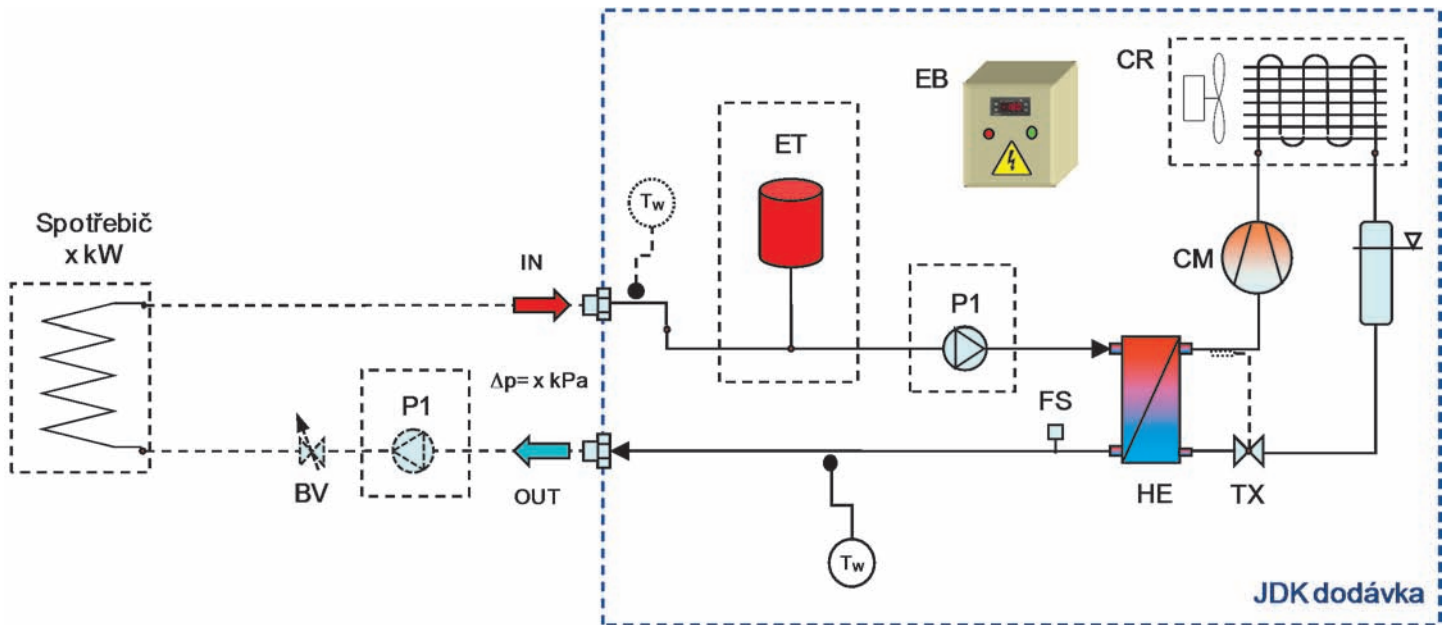 CR
EB
ET
Tw
Spotřebič
x kW
IN
CM
P1
Δp= x kPa
P1
FS
BV
OUT
HE
TX
Tw
JDK dodávka